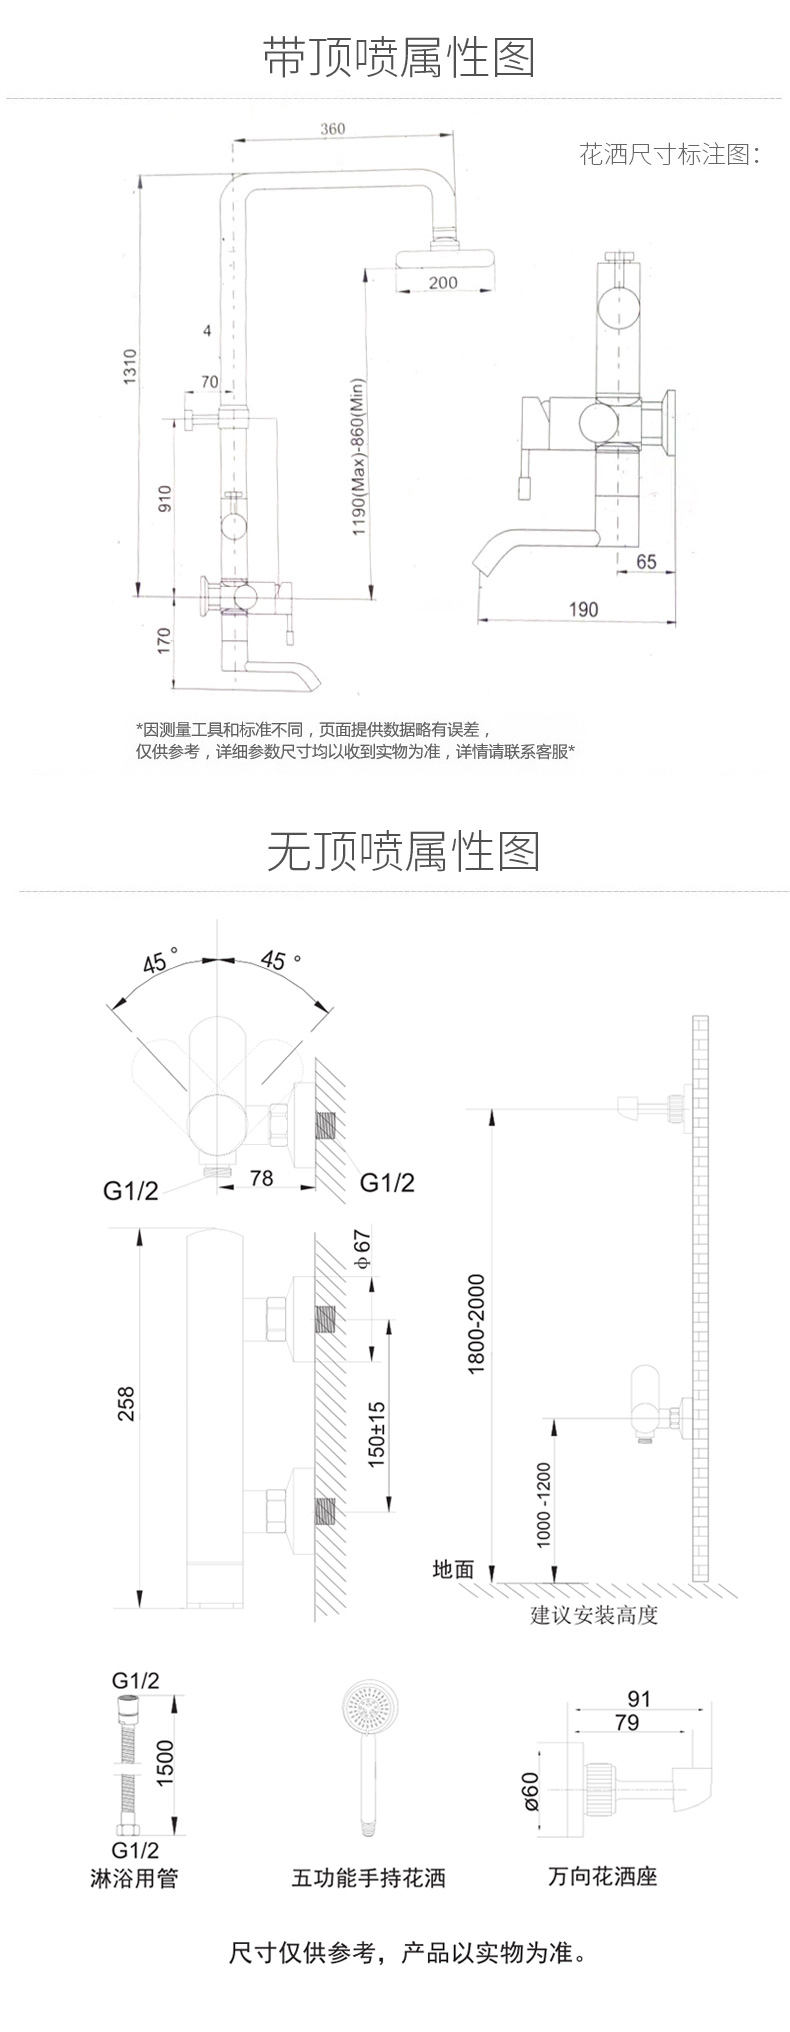 带顶喷属性图
360
花洒尺寸标注图：
200
4
1310
70
1190(Max)-860(Min)
910
65
190
170
*因测量工具和标准不同，页面提供数据略有误差，
仅供参考，详细参数尺寸均以收到实物为准，详情请联系客服*
无顶喷属性图
45 °
45 °
78
G1/2
G1/2
ф67
1800-2000
258
150±15
1000 -1200
地面
建议安装高度
G1/2
91
79
1500
ø60
G1/2
淋浴用管
五功能手持花洒
万向花洒座
尺寸仅供参考，产品以实物为准。